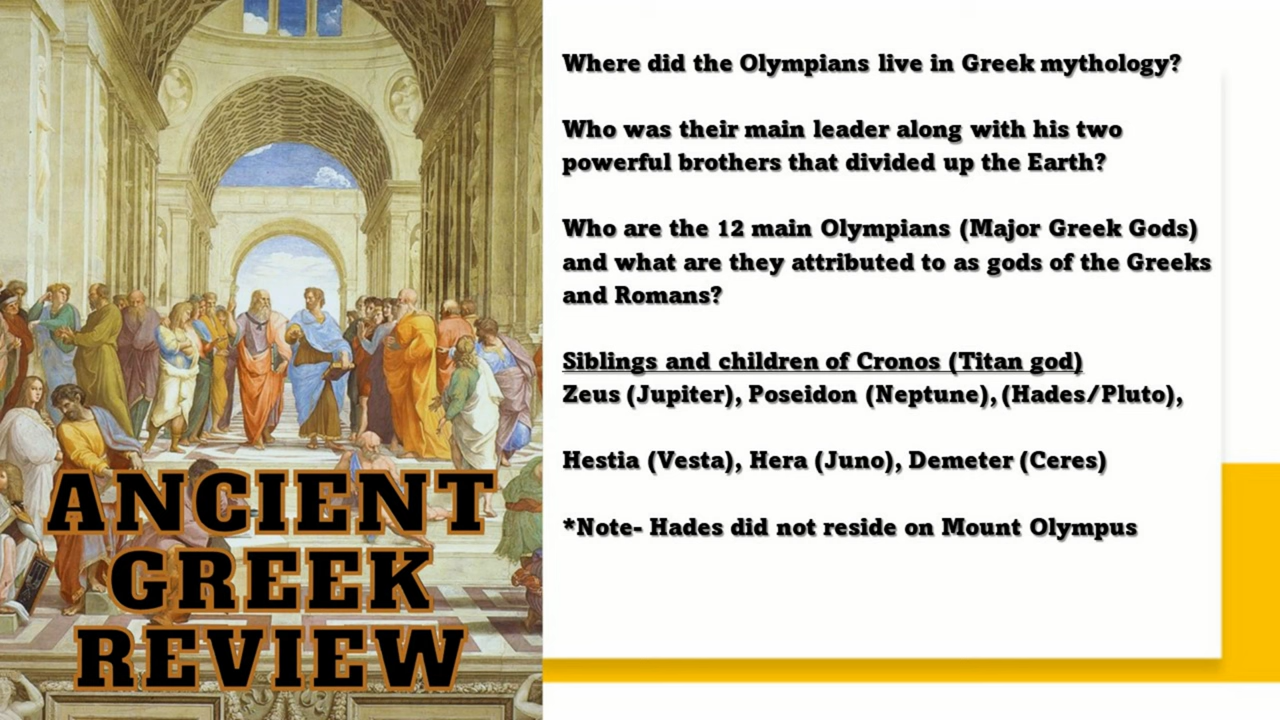 ANCIENT
GREEK
REVIEW
Where did the Olympians live in Greek mythology?
Who was their main leader along with his two
powerful brothers that divided up the Earth?
Who are the 12 main Olympians (Major Greek Gods)
and what are they attributed to as gods of the Greeks
and Romans?
Siblings and children of Cronos (Titan god)
Zeus (Jupiter), Poseidon (Neptune), (Hades/Pluto),
Hestia (Vesta), Hera (Juno), Demeter (Ceres)
*Note- Hades did not reside on Mount Olympus